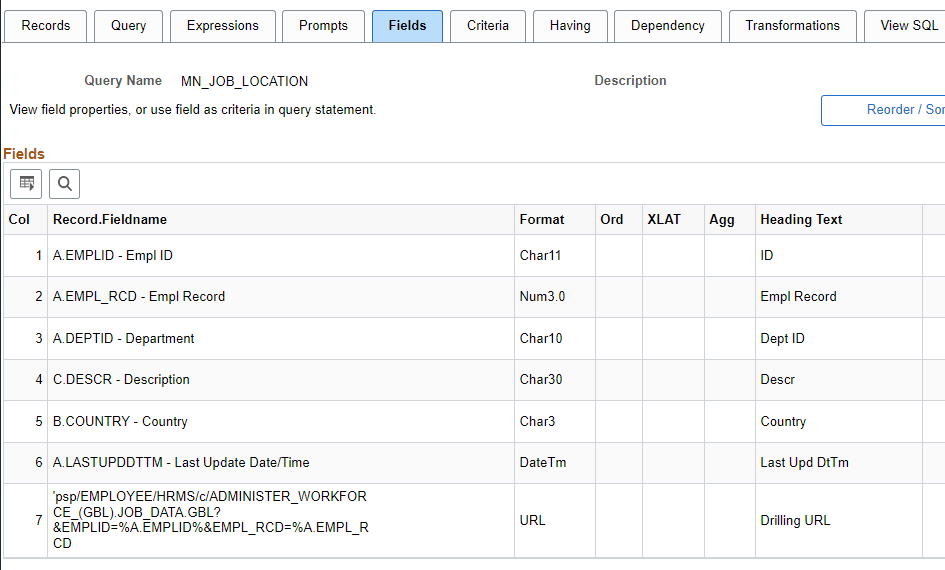 Records Query Expressions Prompts Fields Criteria Having Dependency Transformations View SQL
Query Name MN_JOB_LOCATION Description
View field properties, or use field as criteria in query statement.
Reorder / Sor
Fields
Col Record.Fieldname Format Ord XLAT Agg Heading Text
1 A.EMPLID - Empl ID Char11 ID
2 A.EMPL_RCD - Empl Record Num3.0 Empl Record
3 A.DEPTID - Department Char10 Dept ID
4 C.DESCR - Description Char30 Descr
5 B.COUNTRY - Country Char3 Country
6 A.LASTUPDDTTM - Last Update Date/Time DateTm Last Upd DtTm
'psp/EMPLOYEE/HRMS/c/ADMINISTER_WORKFOR
CE_(GBL).JOB_DATA.GBL?
7 &EMPLID=%A.EMPLID%&EMPL_RCD=%A.EMPL_R URL Drilling URL
CD